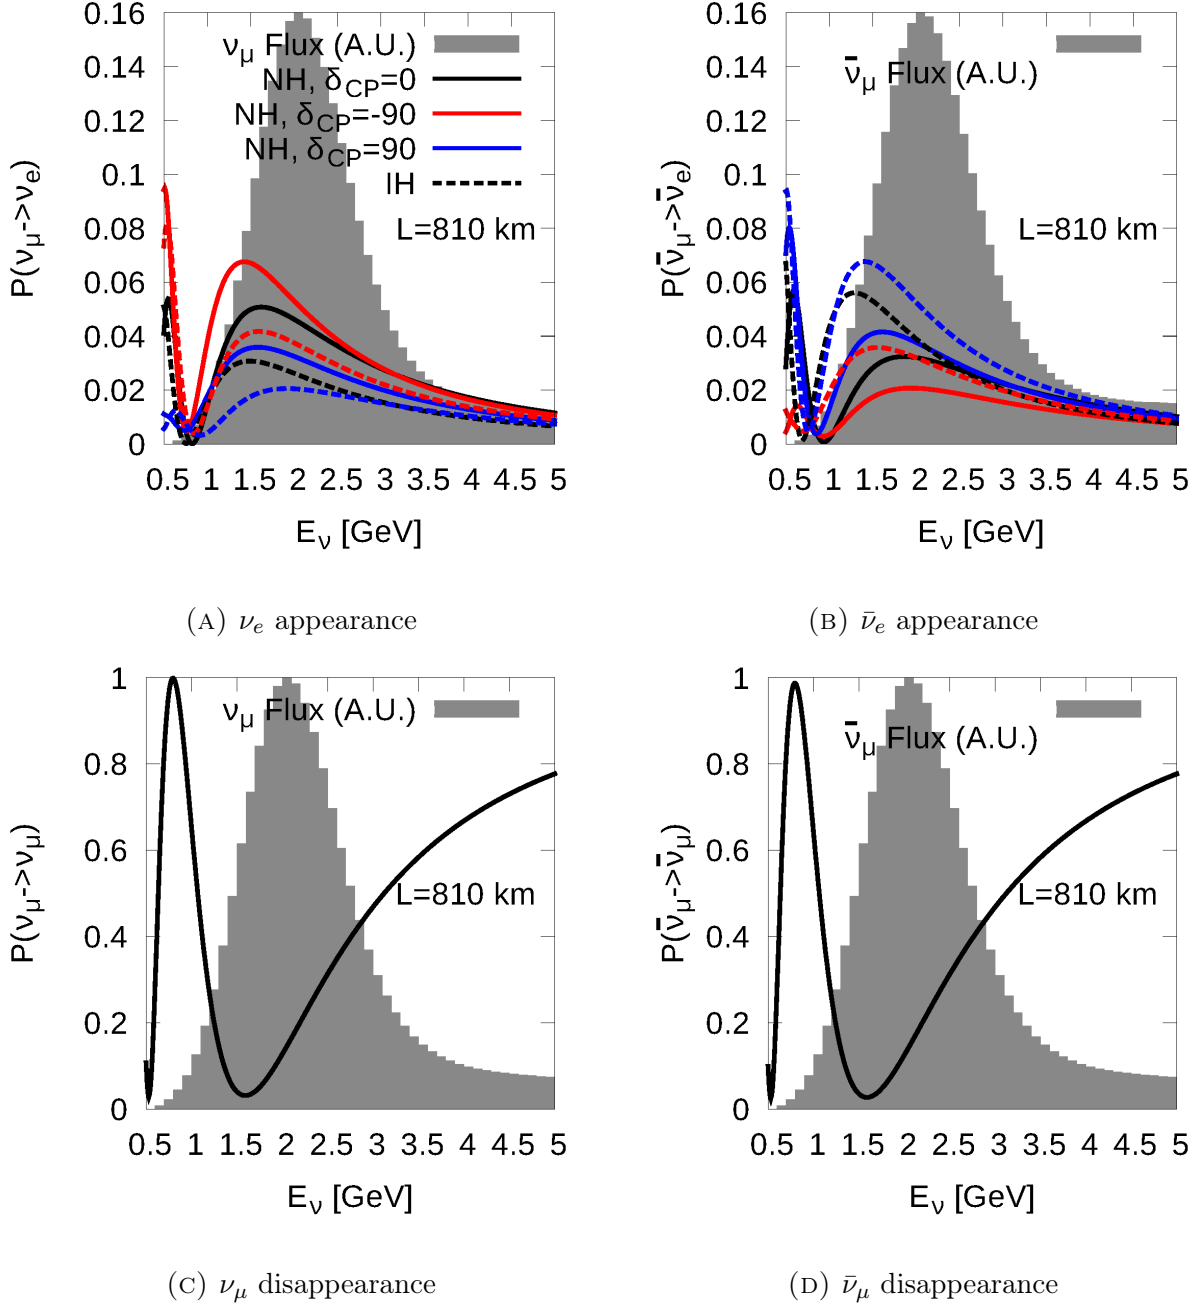 0.16
0.14
0.12
0.1
0.08
0.06
0.04
0.02
0
P(νμ->νe)
νμ Flux (A.U.)
NH, δCP=0
NH, δCP=-90
NH, δCP=90
IH
L=810 km
0.5 1 1.5 2 2.5 3 3.5 4 4.5 5
Eν [GeV]
(A) νe appearance
0.16
0.14
0.12
0.1
0.08
0.06
0.04
0.02
0
P(ν̄μ->ν̄e)
ν̄μ Flux (A.U.)
L=810 km
0.5 1 1.5 2 2.5 3 3.5 4 4.5 5
Eν [GeV]
(B) ν̄e appearance
1
0.8
0.6
0.4
0.2
0
P(νμ->νμ)
νμ Flux (A.U.)
L=810 km
0.5 1 1.5 2 2.5 3 3.5 4 4.5 5
Eν [GeV]
(C) νμ disappearance
1
0.8
0.6
0.4
0.2
0
P(ν̄μ->ν̄μ)
ν̄μ Flux (A.U.)
L=810 km
0.5 1 1.5 2 2.5 3 3.5 4 4.5 5
Eν [GeV]
(D) ν̄μ disappearance